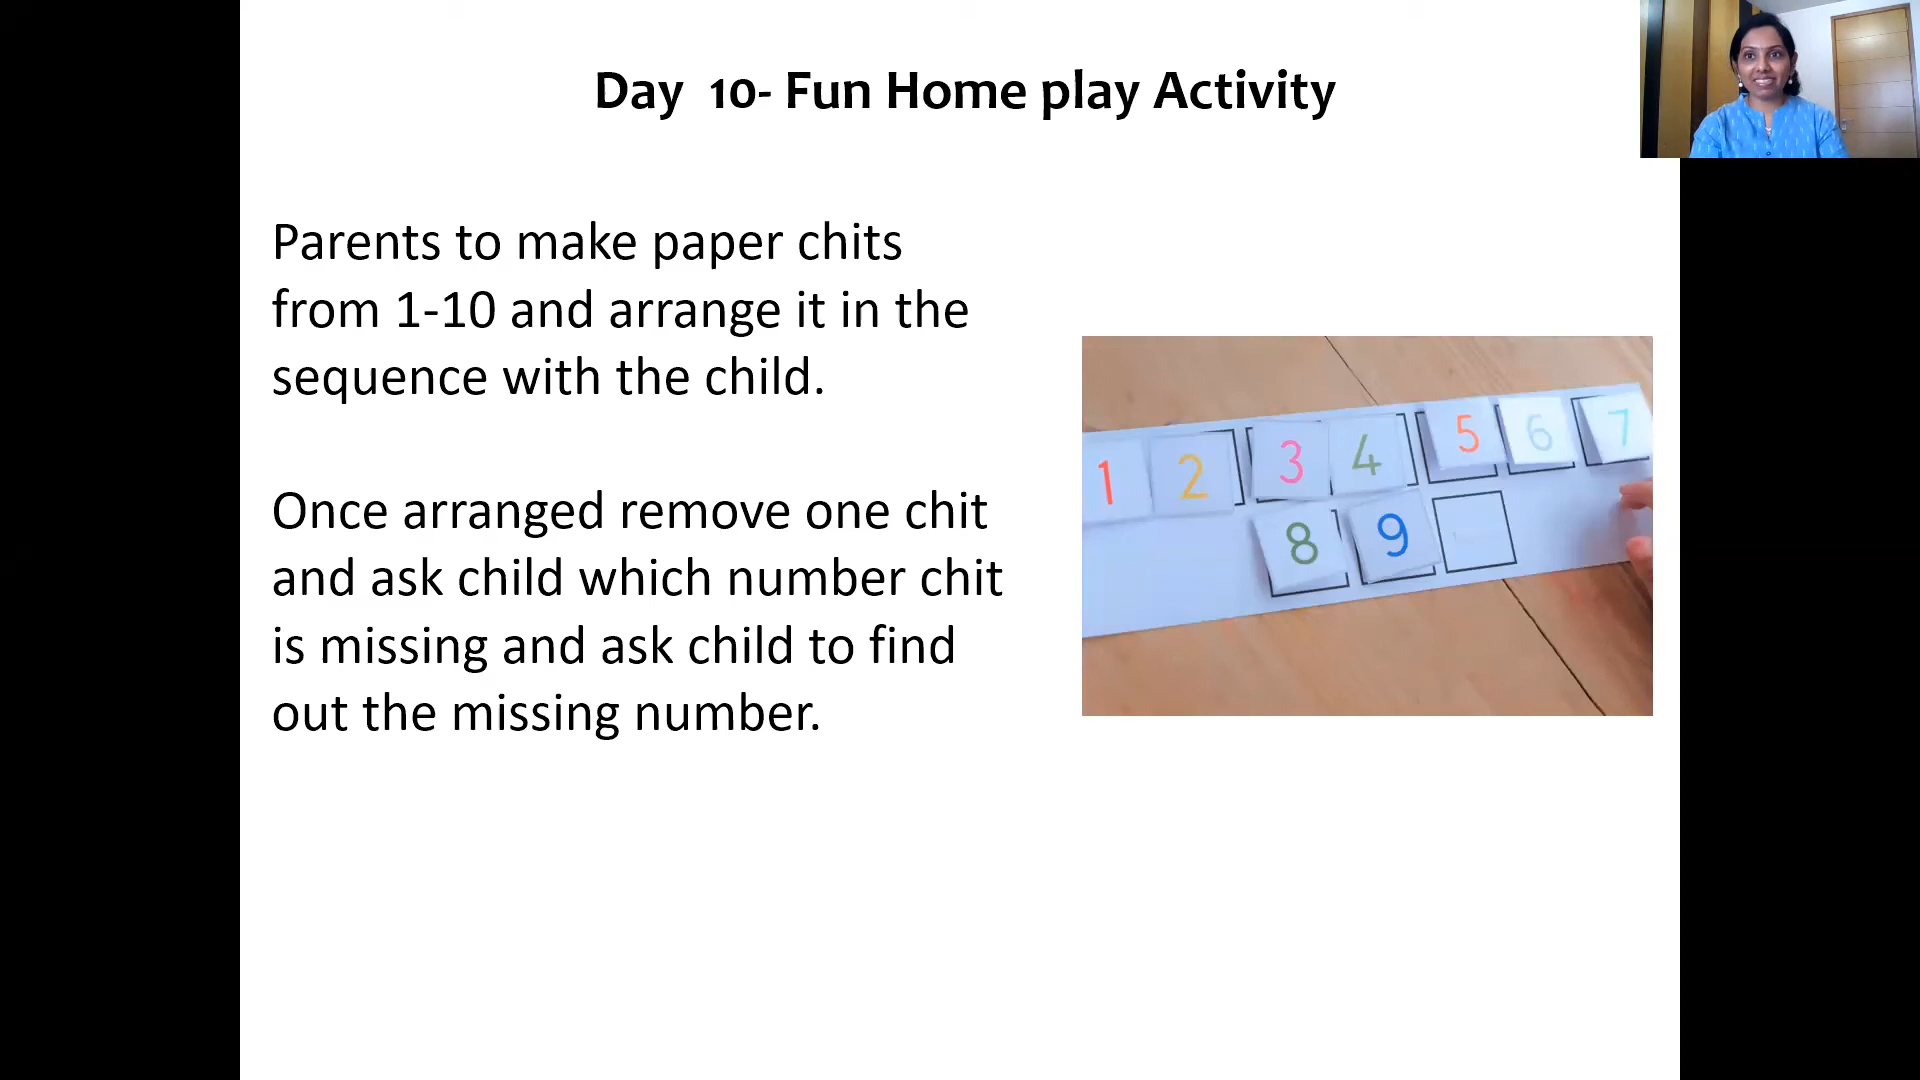 Day 10- Fun Home play Activity
Parents to make paper chits
from 1-10 and arrange it in the
sequence with the child.
Once arranged remove one chit
and ask child which number chit
is missing and ask child to find
out the missing number.
1 2 3 4 5 6 7
8 9